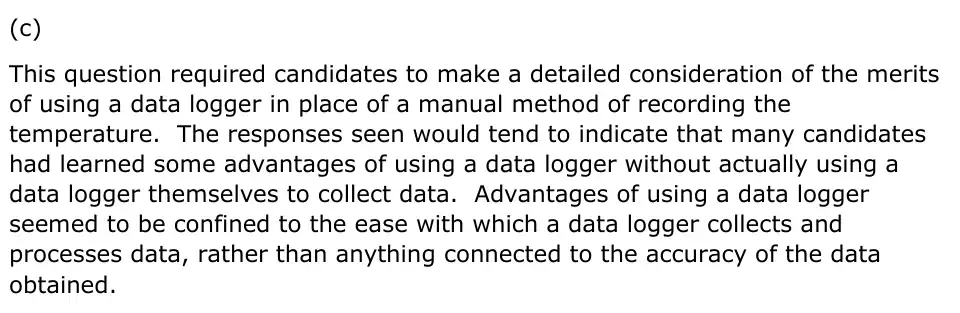 (c)
This question required candidates to make a detailed consideration of the merits
of using a data logger in place of a manual method of recording the
temperature.  The responses seen would tend to indicate that many candidates
had learned some advantages of using a data logger without actually using a
data logger themselves to collect data.  Advantages of using a data logger
seemed to be confined to the ease with which a data logger collects and
processes data, rather than anything connected to the accuracy of the data
obtained.